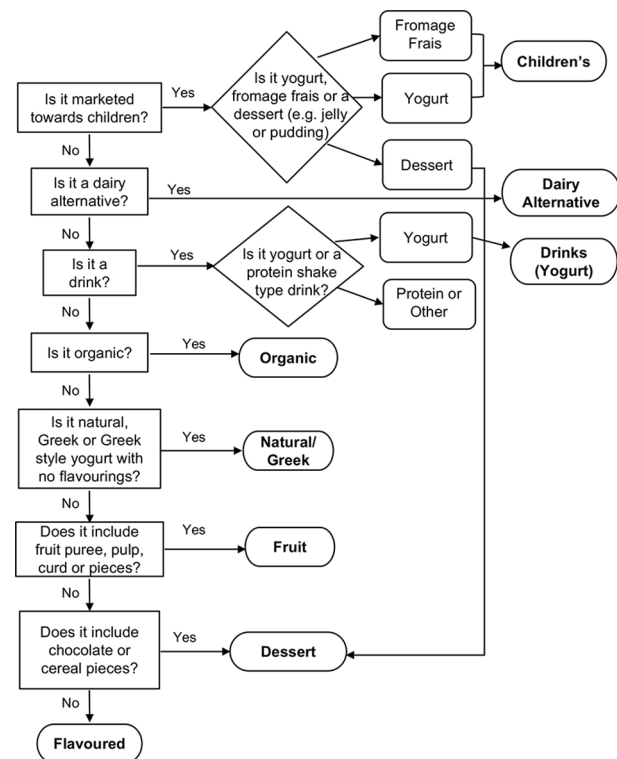 Is it marketed
towards children?
Yes
Is it yogurt,
fromage frais or a
dessert (e.g. jelly
or pudding)
Fromage
Frais
Yogurt
Children's
Dessert
No
Is it a dairy
alternative?
Yes
Dairy
Alternative
No
Is it a
drink?
Yes
Is it yogurt or a
protein shake
type drink?
Yogurt
Drinks
(Yogurt)
Protein or
Other
No
Is it organic?
Yes
Organic
No
Is it natural,
Greek or Greek
style yogurt with
no flavourings?
Yes
Natural/
Greek
No
Does it include
fruit puree, pulp,
curd or pieces?
Yes
Fruit
No
Does it include
chocolate or
cereal pieces?
Yes
Dessert
No
Flavoured